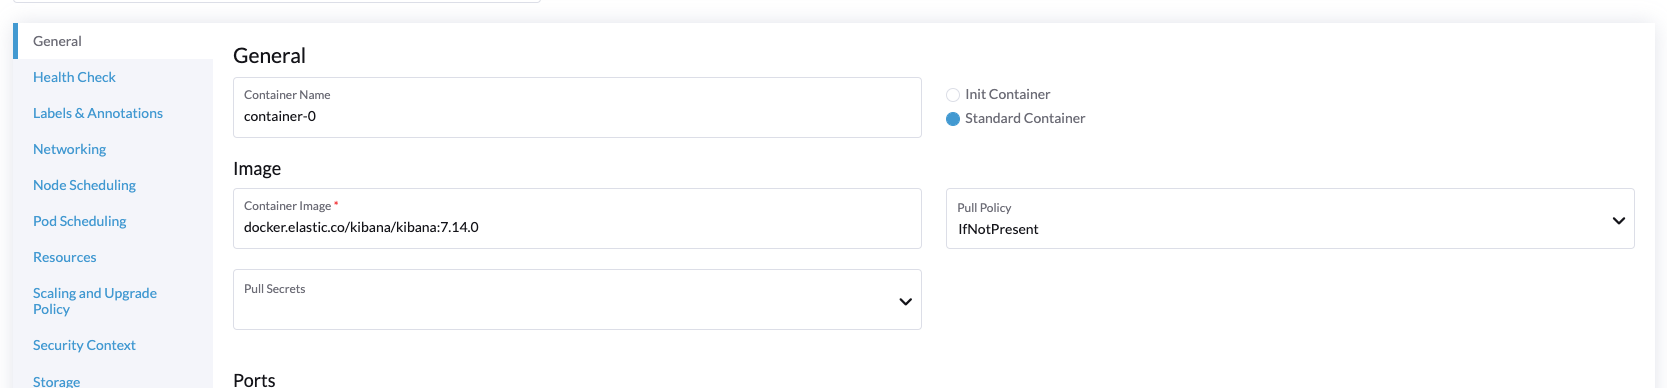 General
Health Check
Labels & Annotations
Networking
Node Scheduling
Pod Scheduling
Resources
Scaling and Upgrade
Policy
Security Context
Storage
General
Container Name
container-0
Init Container
Standard Container
Image
Container Image *
docker.elastic.co/kibana/kibana:7.14.0
Pull Policy
IfNotPresent
Pull Secrets
Ports